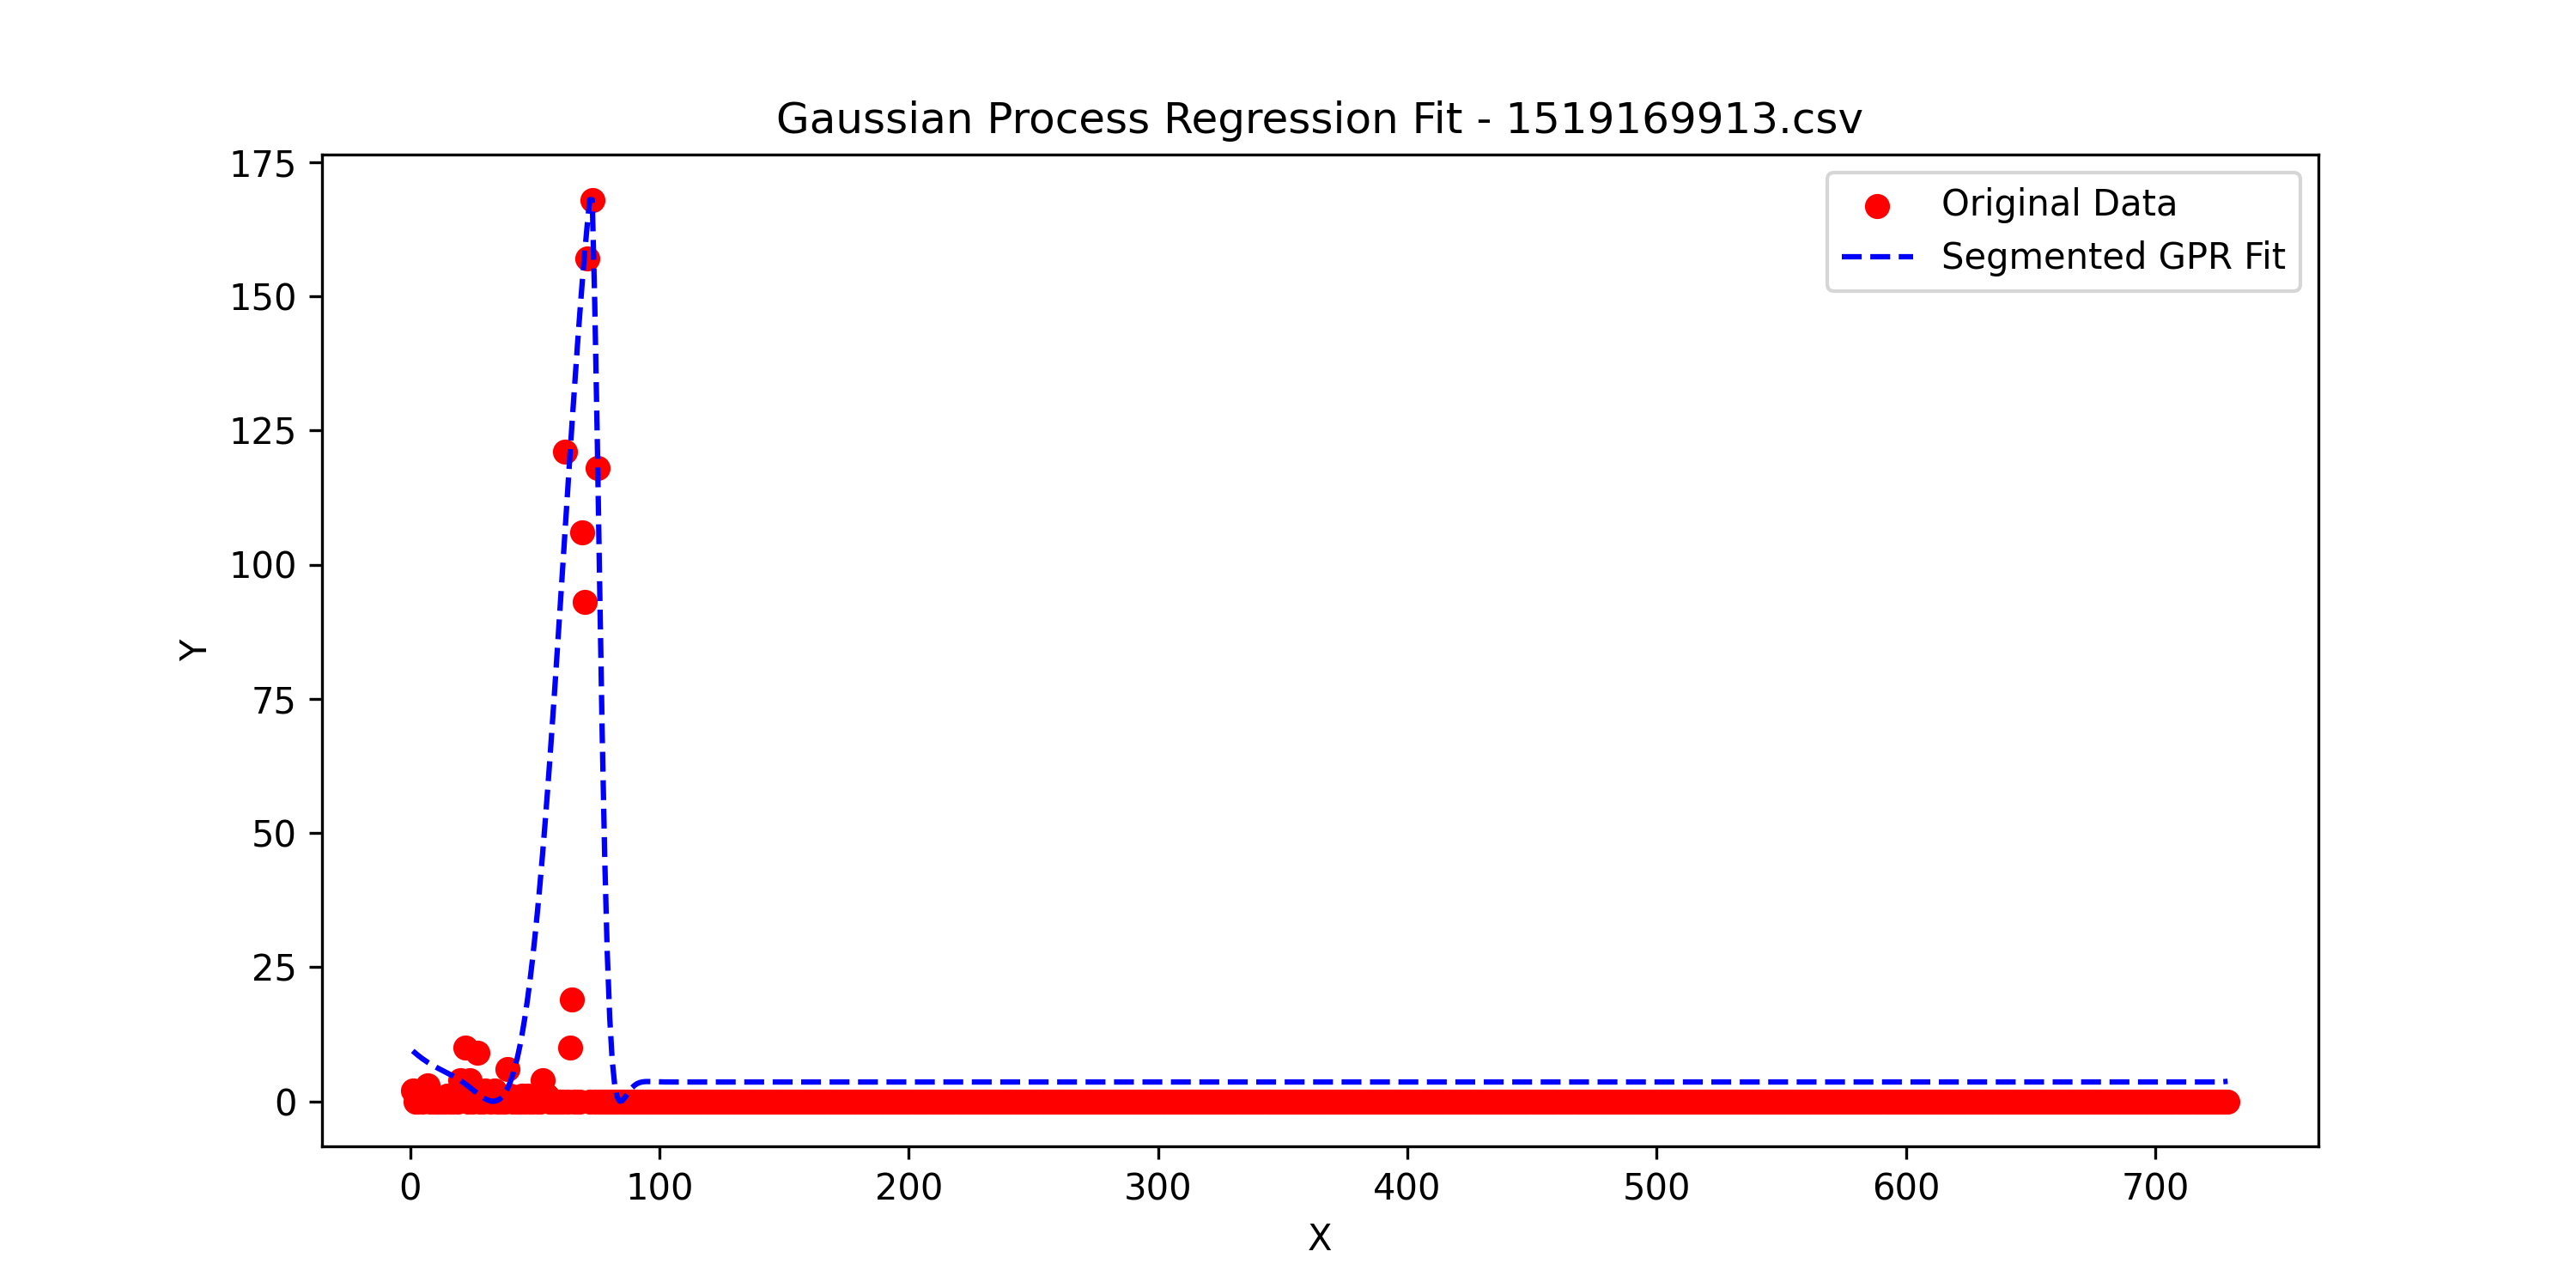 Gaussian Process Regression Fit - 1519169913.csv
Original Data
Segmented GPR Fit
175
150
125
100
75
50
25
0
Y
0 100 200 300 400 500 600 700
X